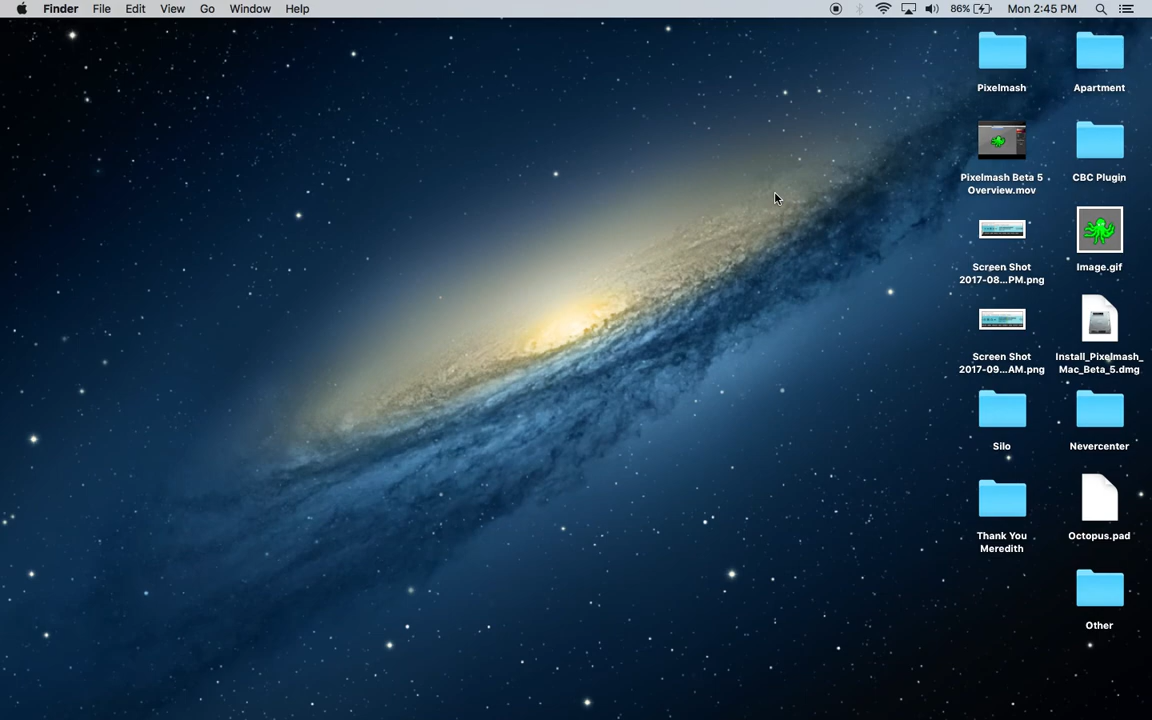 Finder File Edit View Go Window Help 86% Mon 2:45 PM
Pixelmash
Apartment
Pixelmash Beta 5
Overview.mov
CBC Plugin
Screen Shot
2017-08...PM.png
Image.gif
Screen Shot
2017-09...AM.png
Install_Pixelmash_
Mac_Beta_5.dmg
Silo
Nevercenter
Thank You
Meredith
Octopus.pad
Other